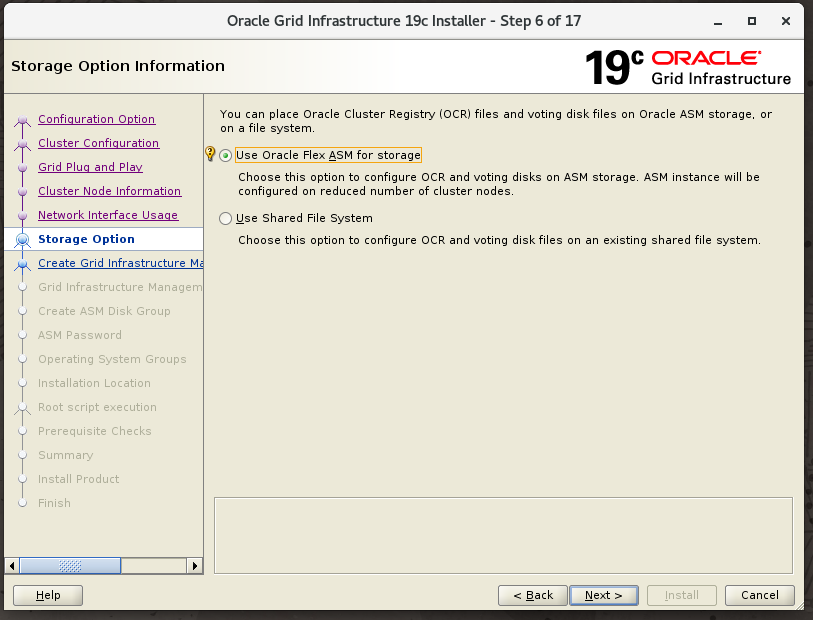 Oracle Grid Infrastructure 19c Installer - Step 6 of 17
Storage Option Information
19c ORACLE
Grid Infrastructure
Configuration Option
Cluster Configuration
Grid Plug and Play
Cluster Node Information
Network Interface Usage
Storage Option
Create Grid Infrastructure Ma
Grid Infrastructure Managem
Create ASM Disk Group
ASM Password
Operating System Groups
Installation Location
Root script execution
Prerequisite Checks
Summary
Install Product
Finish
You can place Oracle Cluster Registry (OCR) files and voting disk files on Oracle ASM storage, or
on a file system.
Use Oracle Flex ASM for storage
Choose this option to configure OCR and voting disks on ASM storage. ASM instance will be
configured on reduced number of cluster nodes.
Use Shared File System
Choose this option to configure OCR and voting disk files on an existing shared file system.
Help
< Back
Next >
Install
Cancel